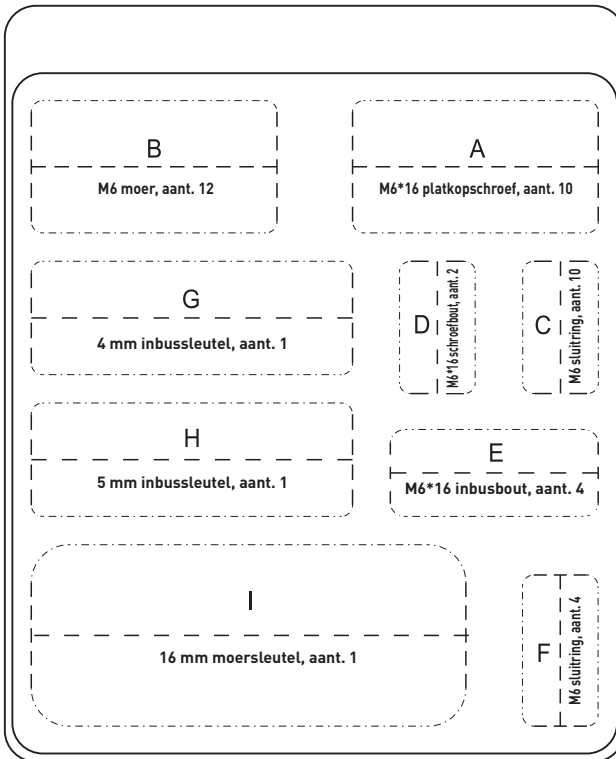 B
M6 moer, aant. 12
A
M6*16 platkopschroef, aant. 10
G
4 mm inbussleutel, aant. 1
D
M6*16 schroefbout, aant. 2
C
M6 sluitring, aant. 10
H
5 mm inbussleutel, aant. 1
E
M6*16 inbusbout, aant. 4
I
16 mm moersleutel, aant. 1
F
M6 sluitring, aant. 4